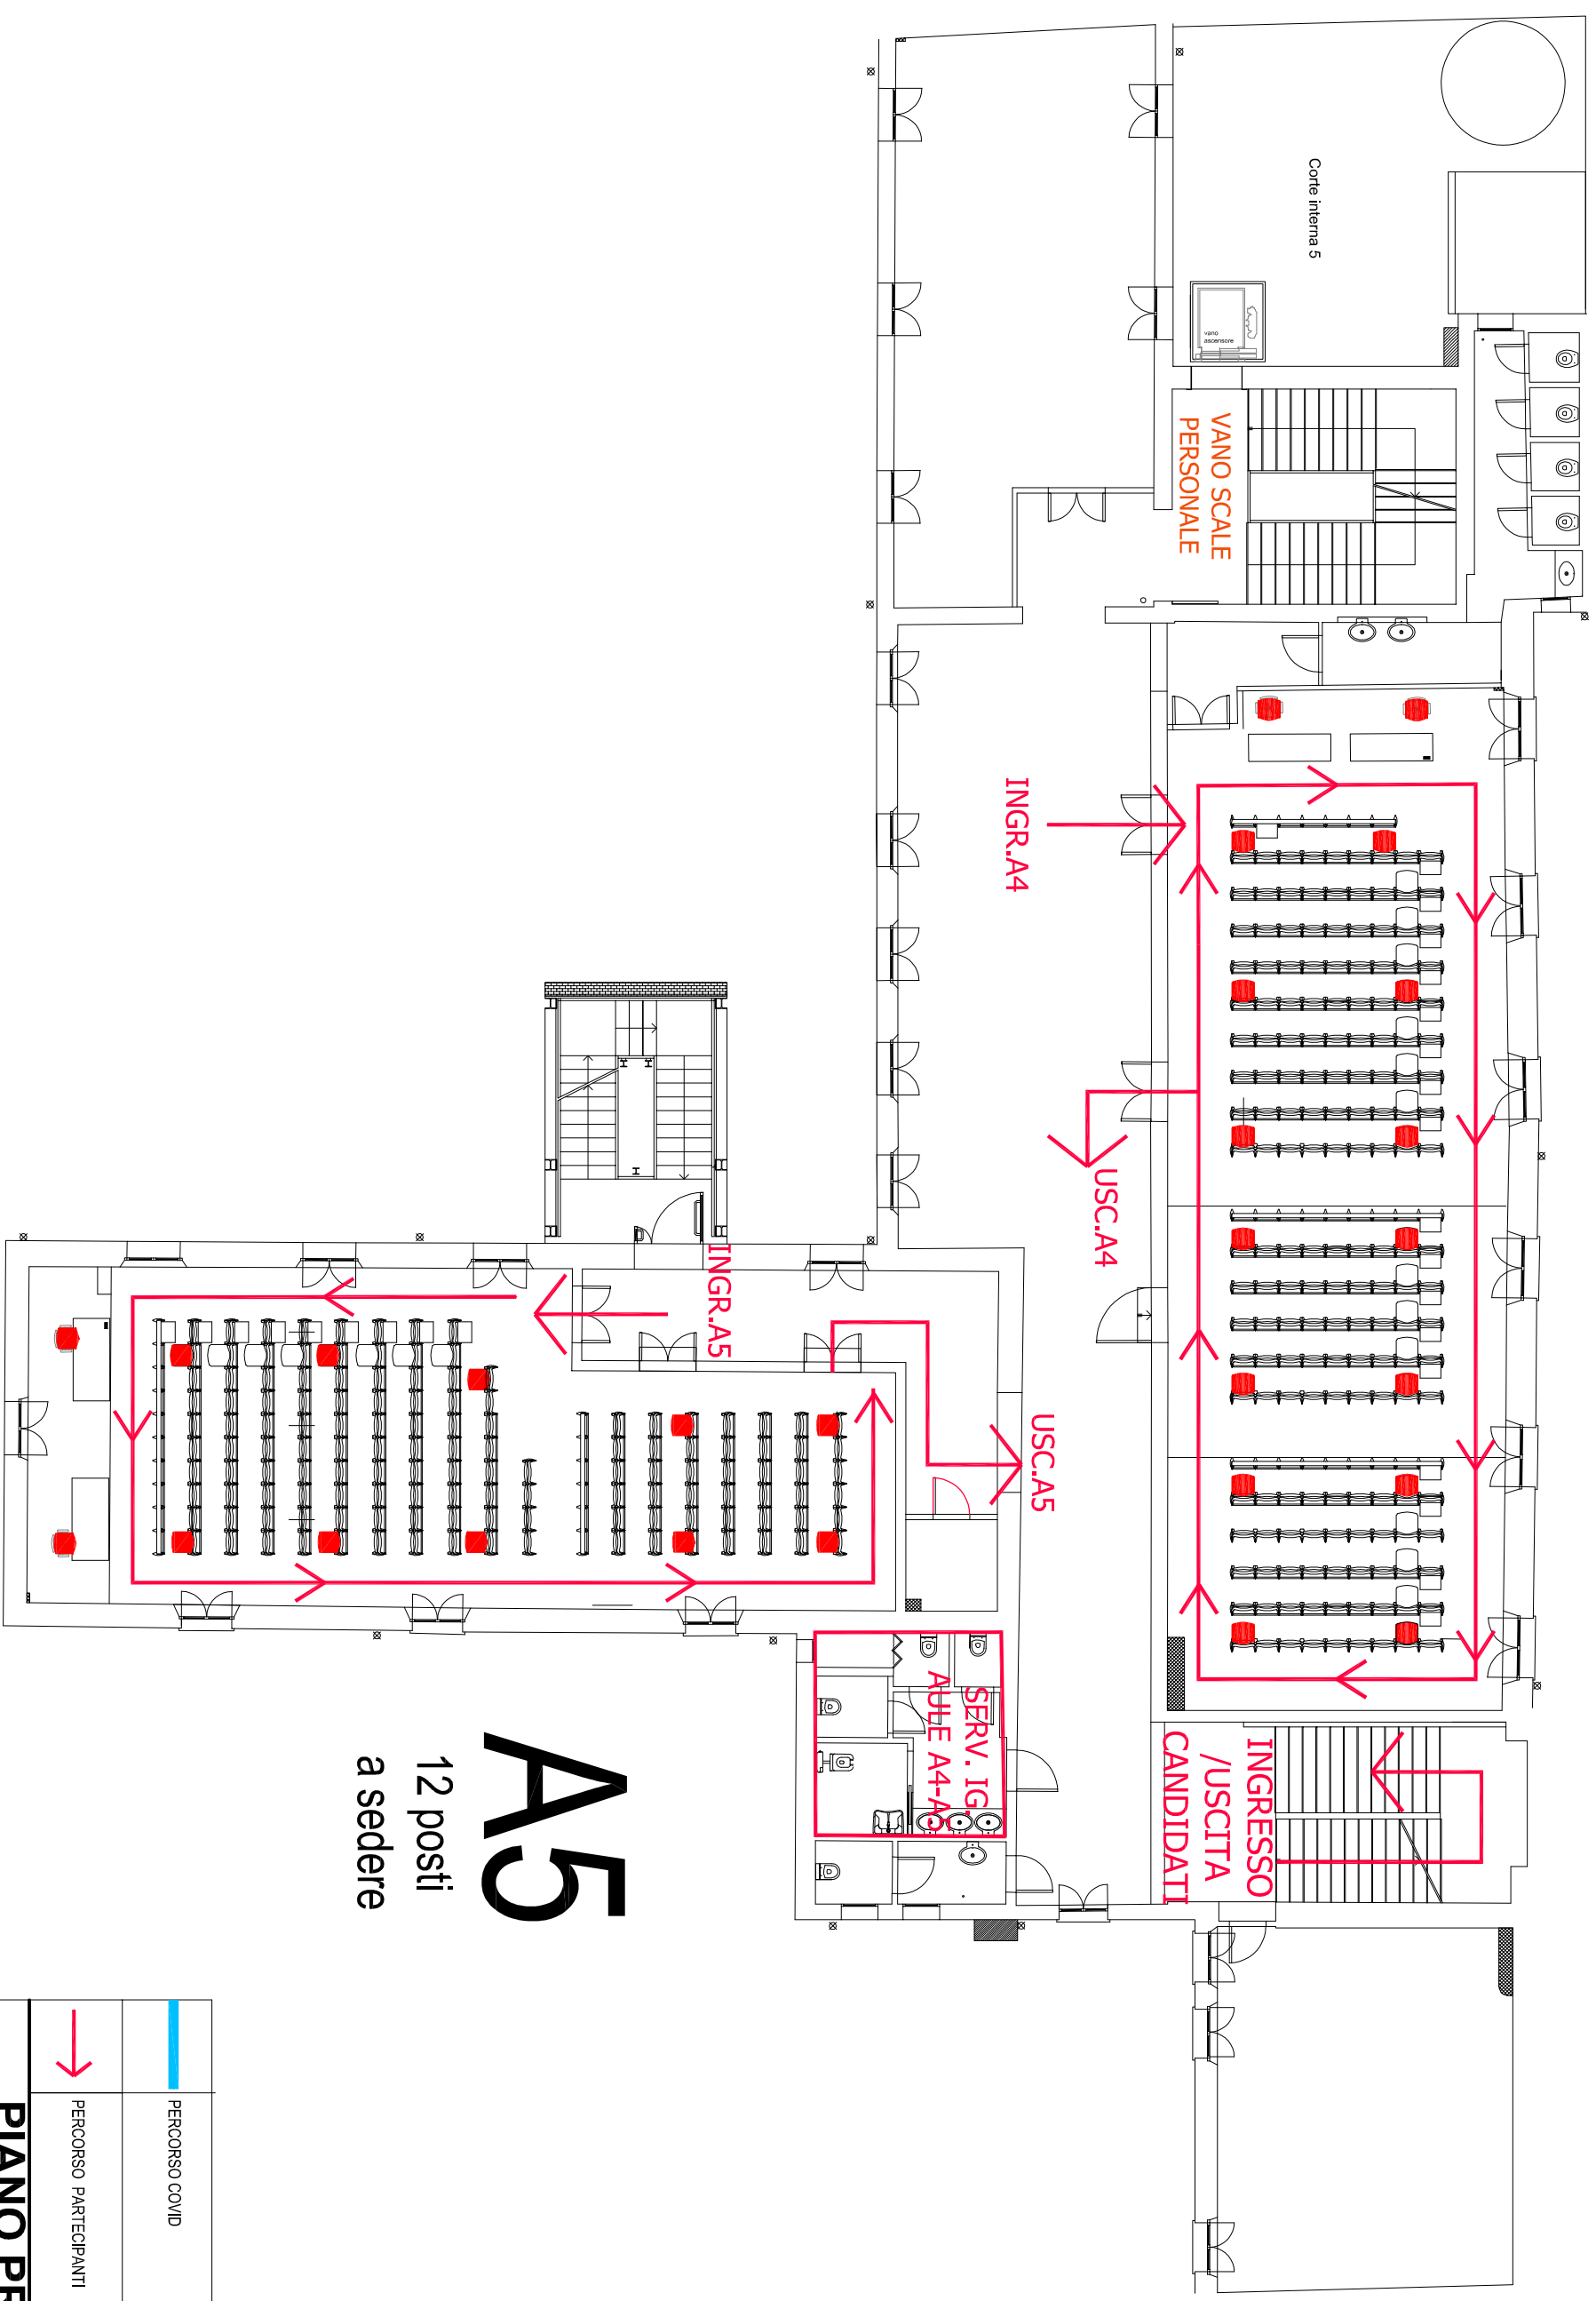 Corte interna 5
vano
ascensore
VANO SCALE
PERSONALE
INGR.A4
USC.A4
INGR.A5
USC.A5
SERV. IG.
AULE A4-A5
INGRESSO
/USCITA
CANDIDATI
A5
12 posti
a sedere
PERCORSO COVID
PERCORSO PARTECIPANTI
PIANO PR